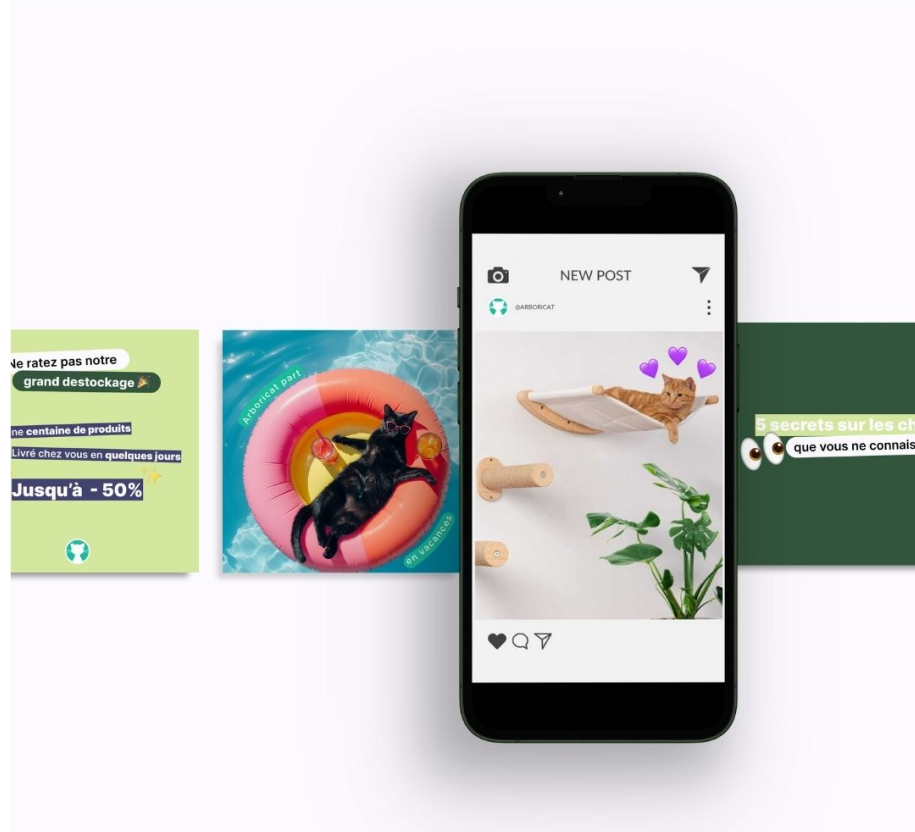 Ne ratez pas notre
grand destockage 🎉
ne centaine de produits
Livré chez vous en quelques jours
Jusqu'à - 50%
Arboricat part
en vacances
NEW POST
@ARBORICAT
5 secrets sur les ch
que vous ne connais